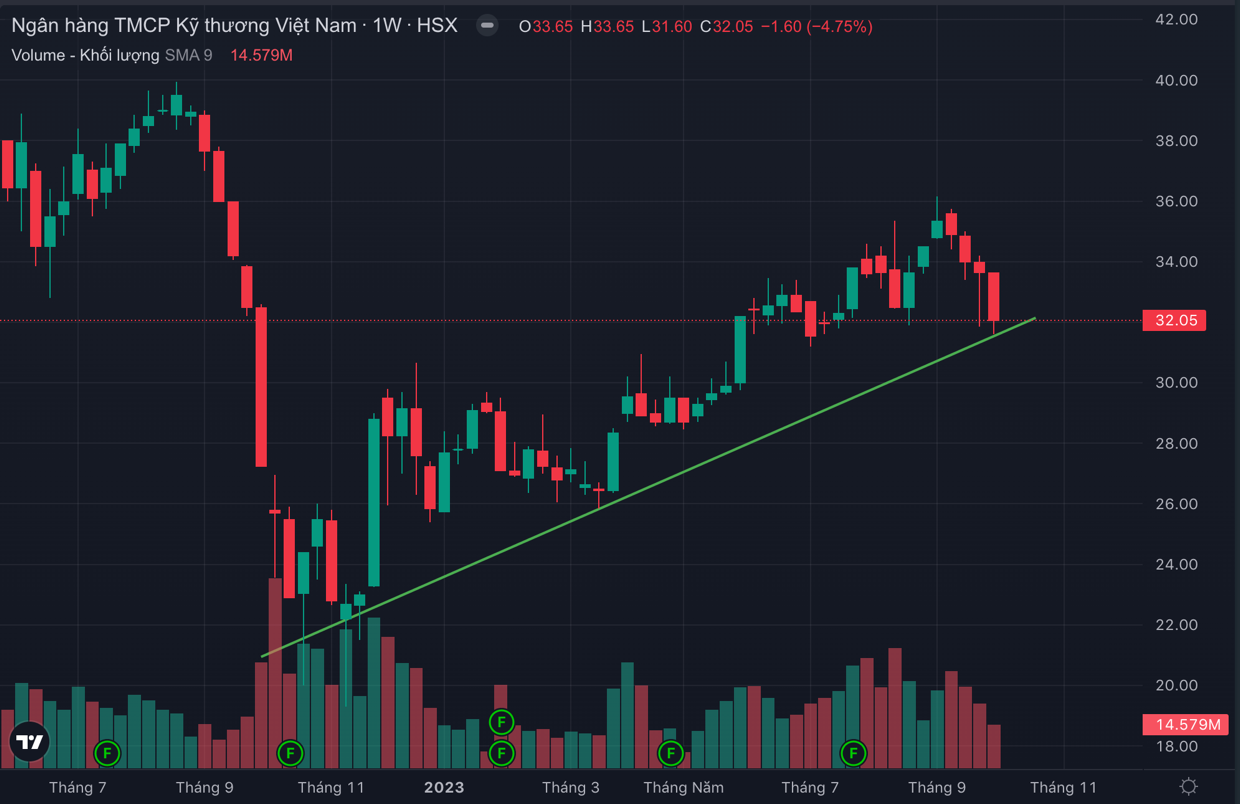 Ngân hàng TMCP Kỹ thương Việt Nam · 1W · HSX O33.65 H33.65 L31.60 C32.05 −1.60 (−4.75%)
Volume - Khối lượng SMA 9 14.579M
42.00
40.00
38.00
36.00
34.00
32.05
30.00
28.00
26.00
24.00
22.00
20.00
14.579M
18.00
F
F F F F F
Tháng 7 Tháng 9 Tháng 11 2023 Tháng 3 Tháng Năm Tháng 7 Tháng 9 Tháng 11